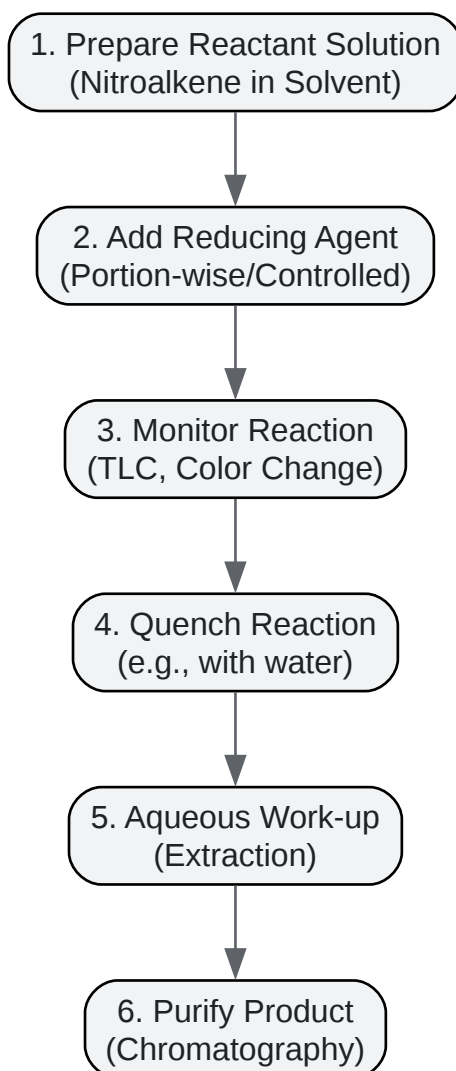 1. Prepare Reactant Solution
(Nitroalkene in Solvent)
2. Add Reducing Agent
(Portion-wise/Controlled)
3. Monitor Reaction
(TLC, Color Change)
4. Quench Reaction
(e.g., with water)
5. Aqueous Work-up
(Extraction)
6. Purify Product
(Chromatography)